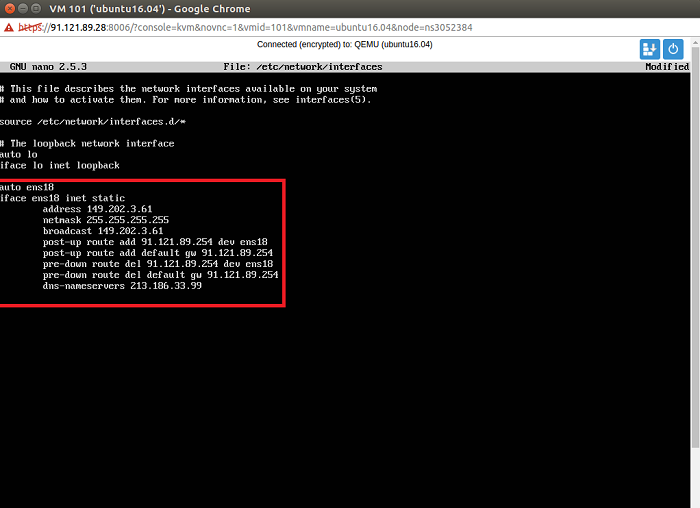 VM 101 ('ubuntu16.04') - Google Chrome
https://91.121.89.28:8006/?console=kvm&novnc=1&vmid=101&vmname=ubuntu16.04&node=ns3052384
Connected (encrypted) to: QEMU (ubuntu16.04)
GNU nano 2.5.3 File: /etc/network/interfaces Modified
# This file describes the network interfaces available on your system
# and how to activate them. For more information, see interfaces(5).
source /etc/network/interfaces.d/*
# The loopback network interface
auto lo
iface lo inet loopback
auto ens18
iface ens18 inet static
address 149.202.3.61
netmask 255.255.255.255
broadcast 149.202.3.61
post-up route add 91.121.89.254 dev ens18
post-up route add default gw 91.121.89.254
pre-down route del 91.121.89.254 dev ens18
pre-down route del default gw 91.121.89.254
dns-nameservers 213.186.33.99